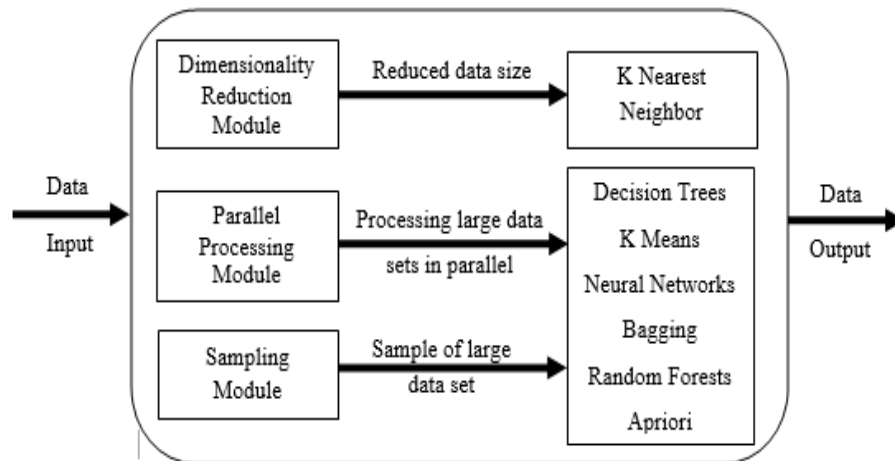 Dimensionality
Reduction
Module
Reduced data size
K Nearest
Neighbor
Data
Input
Parallel
Processing
Module
Processing large data
sets in parallel
Decision Trees
K Means
Neural Networks
Bagging
Random Forests
Apriori
Sampling
Module
Sample of large
data set
Data
Output